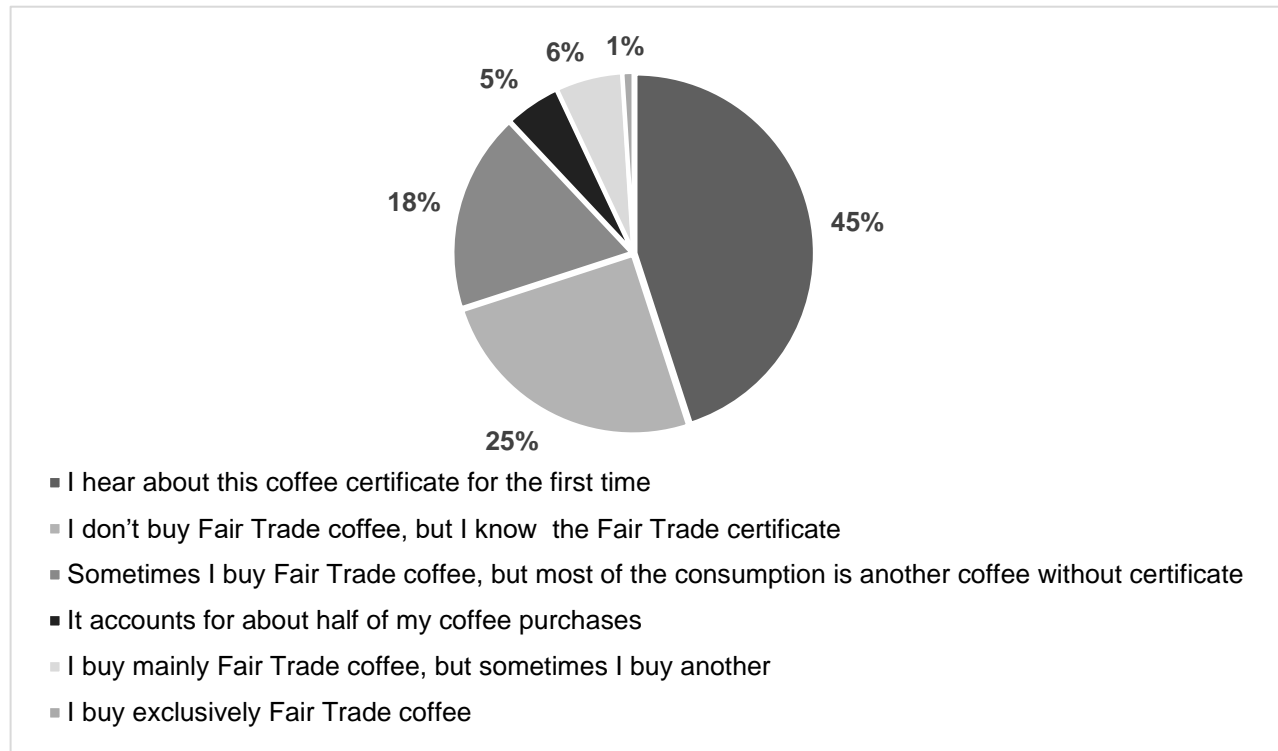 6%
1%
5%
18%
45%
25%
I hear about this coffee certificate for the first time
I don’t buy Fair Trade coffee, but I know  the Fair Trade certificate
Sometimes I buy Fair Trade coffee, but most of the consumption is another coffee without certificate
It accounts for about half of my coffee purchases
I buy mainly Fair Trade coffee, but sometimes I buy another
I buy exclusively Fair Trade coffee